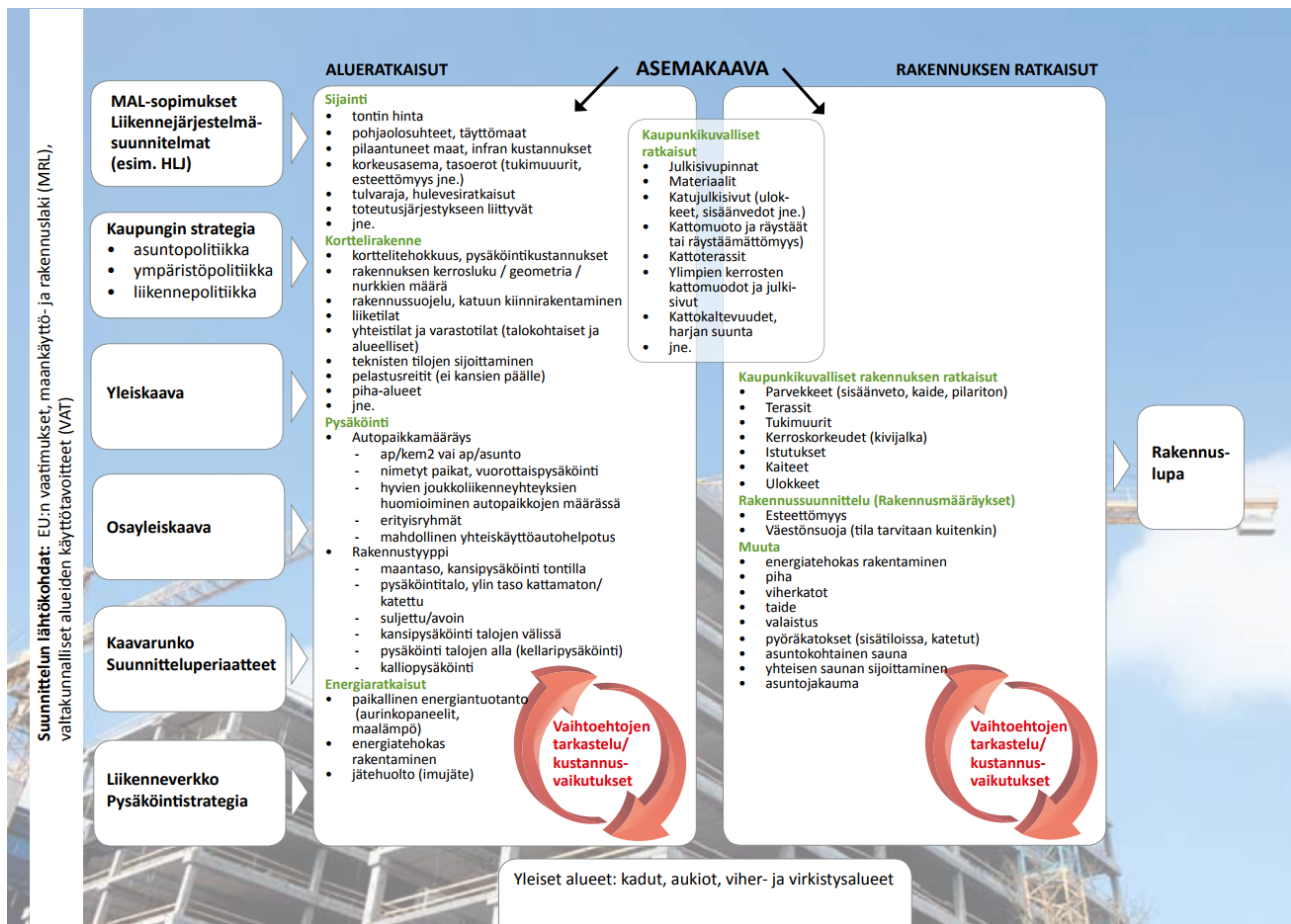 Suunnittelun läntökohdat: EU:n vaatimukset, maankäyttö- ja rakennuslaki (MRL),
valtakunnalliset alueiden käyttötavoitteet (VAT)
MAL-sopimukset
Liikennejärjestelmä-
suunnitelmat
(esim. HLJ)
Kaupungin strategia
• asuntopolitiikka
• ympäristöpolitiikka
• liikennepolitiikka
Yleiskaava
Osayleiskaava
Kaavarunko
Suunnitteluperiaatteet
Liikenneverkko
Pysäköintistrategia
ALUERATKAISUT
ASEMAKAAVA
RAKENNUKSEN RATKAISUT
Sijainti
• tontin hinta
• pohjaolosuhteet, täyttömaat
• pilaantuneet maat, infran kustannukset
• korkeusasema, tasoerot (tukimuurit,
esteettömyys jne.)
• tulvaraja, hulevesiratkaisut
• toteutusjärjestykseen liittyvät
• jne.
Korttelirakenne
• korttelitehokkuus, pysäköintikustannukset
• rakennuksen kerrosluku / geometria /
nurkkien määrä
• rakennussuojelu, katuun kiinnirakentaminen
• liiketilat
• yhteistilat ja varastotilat (talokohtaiset ja
alueelliset)
• teknisten tilojen sijoittaminen
• pelastusreitit (ei kansien päälle)
• piha-alueet
• jne.
Pysäköinti
• Autopaikkamääräys
- ap/kem2 vai ap/asunto
- nimetyt paikat, vuorottaispysäköinti
- hyvien joukkoliikenneyhteyksien
huomioiminen autopaikkojen määrässä
- erityisryhmät
- mahdollinen yhteiskäyttöautohelpotus
• Rakennustyyppi
- maantaso, kansipysäköinti tontilla
- pysäköintitalo, ylin taso kattamaton/
katettu
- suljettu/avoin
- kansipysäköinti talojen välissä
- pysäköinti talojen alla (kellaripysäköinti)
- kalliopysäköinti
Energiaratkaisut
• paikallinen energiantuotanto
(aurinkopaneelit,
maalämpö)
• energiatehokas
rakentaminen
• jätehuolto (imujäte)
Vaihtoehtojen
tarkastelu/
kustannus-
vaikutukset
Kaupunkikuvalliset
ratkaisut
• Julkisivupinnat
• Materiaalit
• Katujulkisivut (ulok-
keet, sisäänvedot jne.)
• Kattomuoto ja räystäät
tai räystäämättömyys)
• Kattoterassit
• Ylimpien kerrosten
kattomuodot ja julki-
sivut
• Kattokaltevuudet,
harjan suunta
• jne.
Kaupunkikuvalliset rakennuksen ratkaisut
• Parvekkeet (sisäänveto, kaide, pilariton)
• Terassit
• Tukimuurit
• Kerroskorkeudet (kivijalka)
• Istutukset
• Kaiteet
• Ulokkeet
Rakennussuunnittelu (Rakennusmääräykset)
• Esteettömyys
• Väestönsuoja (tila tarvitaan kuitenkin)
Muuta
• energiatehokas rakentaminen
• piha
• viherkatot
• taide
• valaistus
• pyöräkatokset (sisätiloissa, katetut)
• asuntokohtainen sauna
• yhteisen saunan sijoittaminen
• asuntojakauma
Vaihtoehtojen
tarkastelu/
kustannus-
vaikutukset
Rakennus-
lupa
Yleiset alueet: kadut, aukiot, viher- ja virkistysalueet